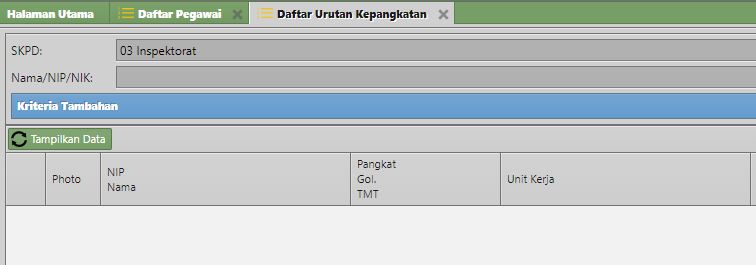 Halaman Utama
Daftar Pegawai
Daftar Urutan Kepangkatan
SKPD:
03 Inspektorat
Nama/NIP/NIK:
Kriteria Tambahan
Tampilkan Data
Photo
NIP
Nama
Pangkat
Gol.
TMT
Unit Kerja